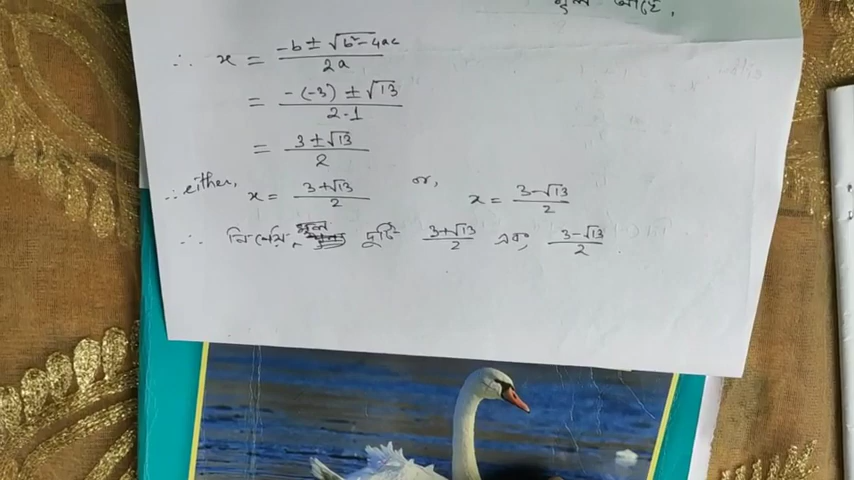 মূল আছে,
∴ x = (-b ± √(b²-4ac))/2a
= (-(-3) ± √13)/2·1
= (3 ± √13)/2
∴ either, x = (3+√13)/2 or, x = (3-√13)/2
∴ নির্ণেয় মূল দুটি (3+√13)/2 এবং, (3-√13)/2